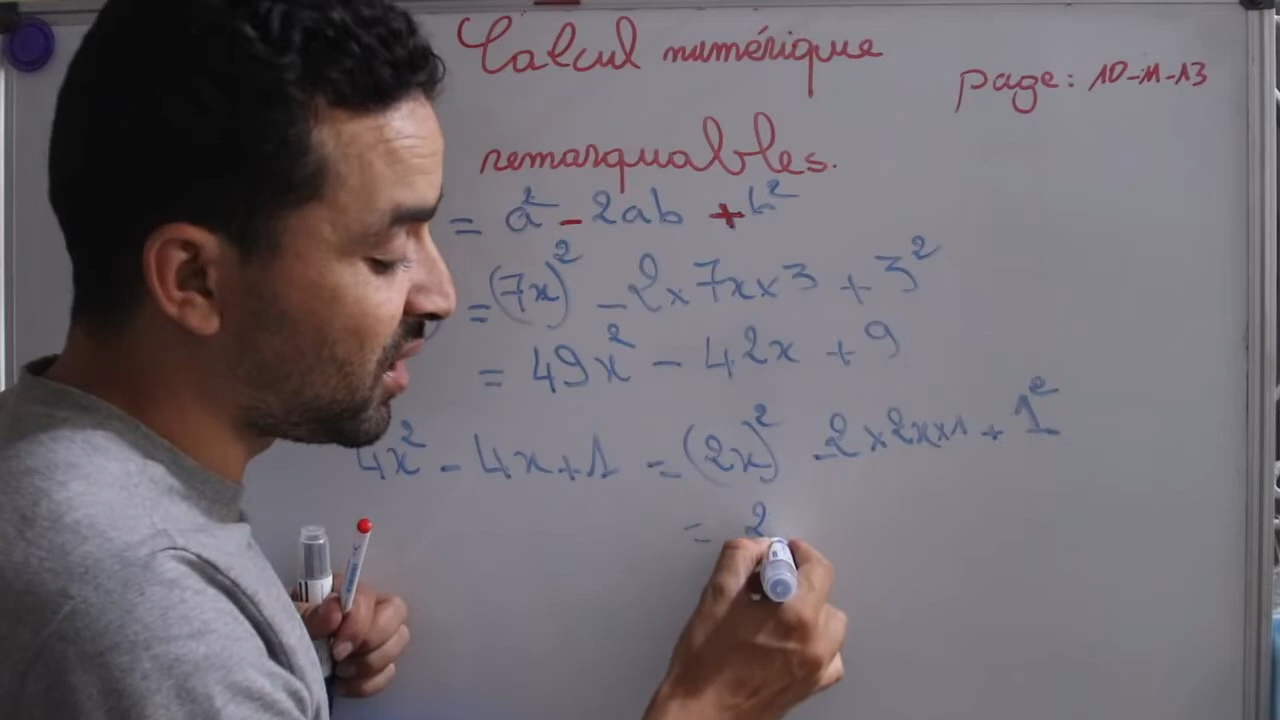 Calcul numérique
page: 10-11-13
remarquables.
= a² - 2ab + b²
= (7x)² - 2×7x×3 + 3²
= 49x² - 42x + 9
4x² - 4x + 1 = (2x)² - 2×2x×1 + 1²
= 2